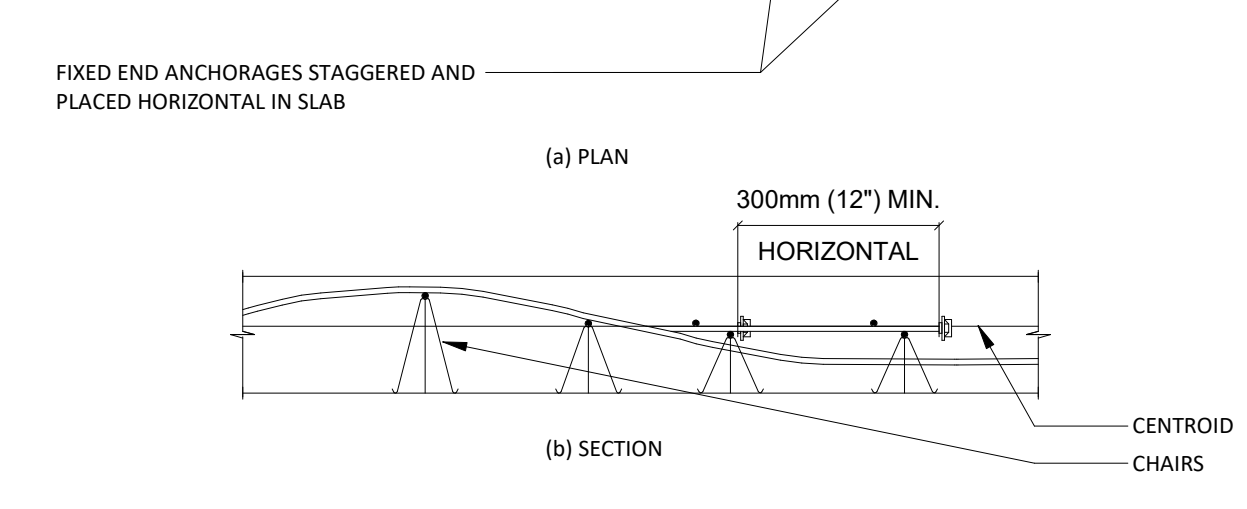 FIXED END ANCHORAGES STAGGERED AND
PLACED HORIZONTAL IN SLAB
(a) PLAN
300mm (12") MIN.
HORIZONTAL
CENTROID
(b) SECTION
CHAIRS